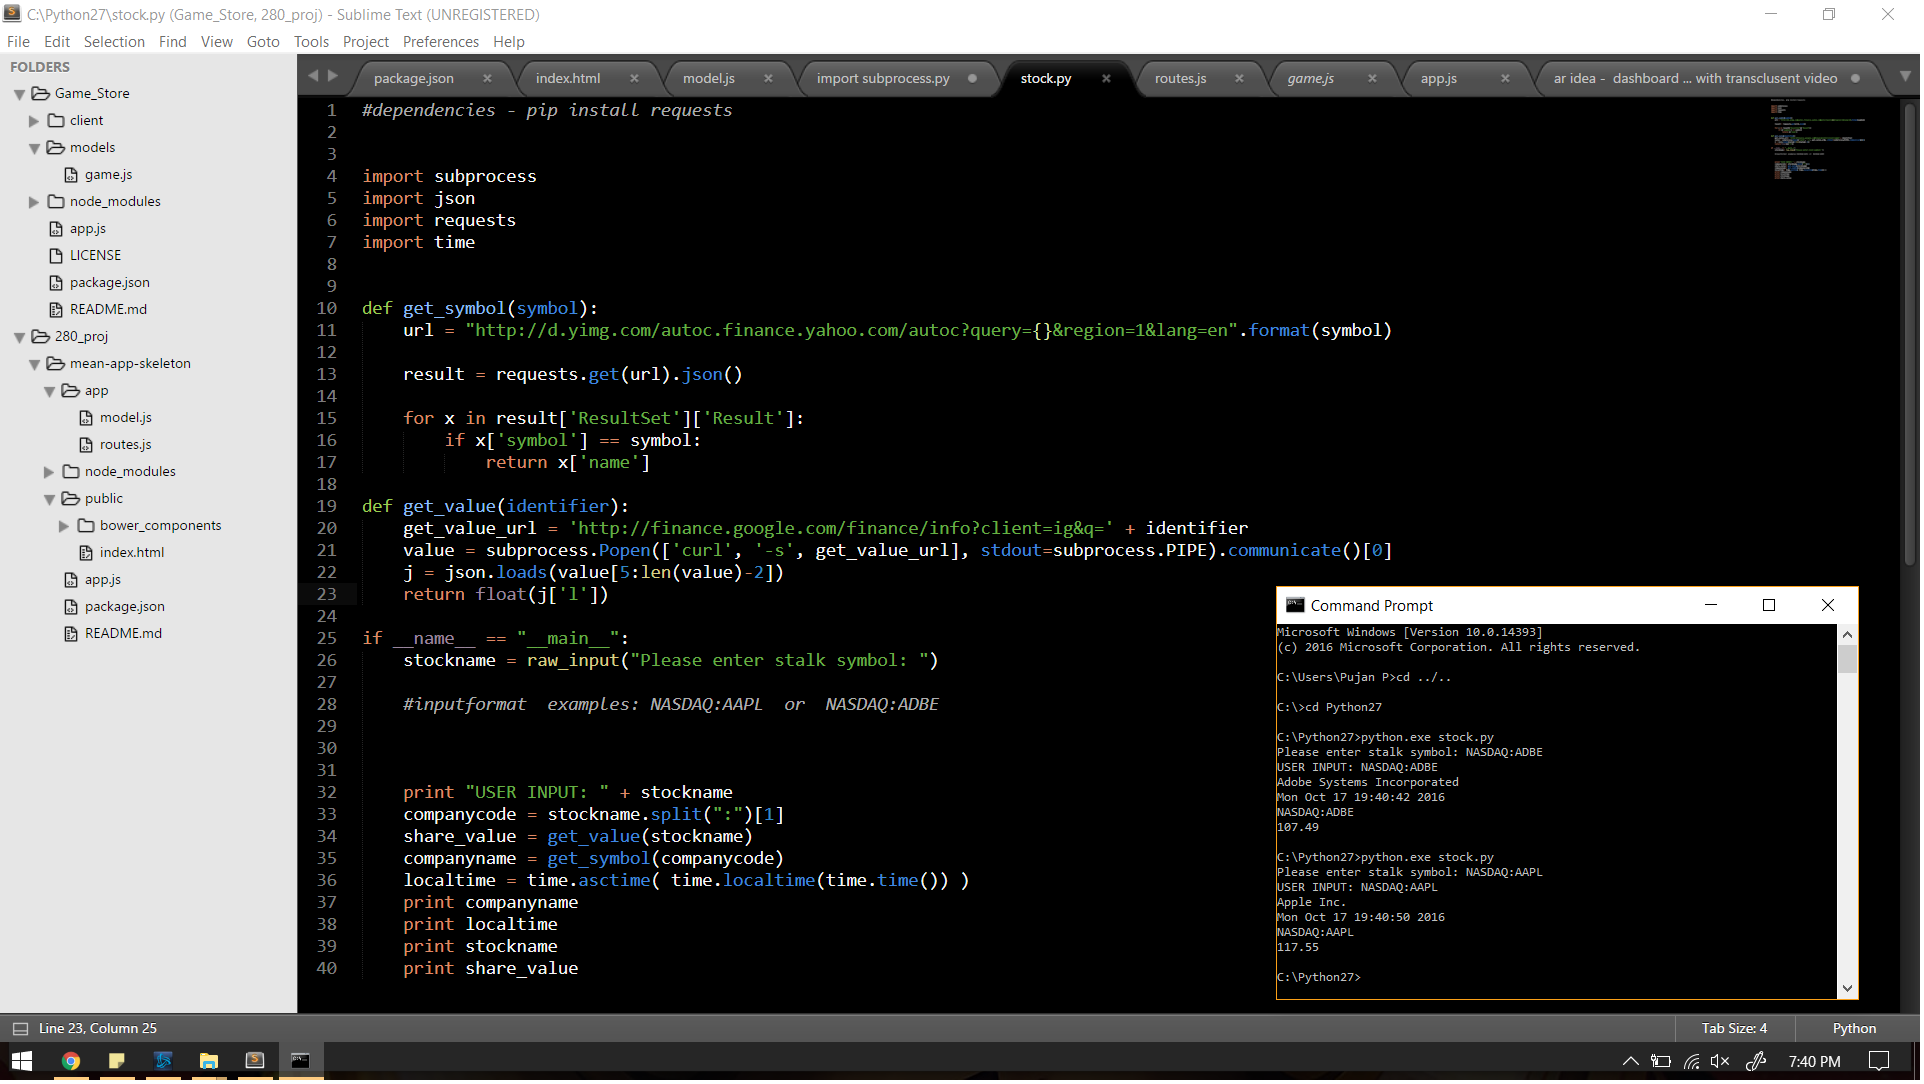 C:\Python27\stock.py (Game_Store, 280_proj) - Sublime Text (UNREGISTERED)
File Edit Selection Find View Goto Tools Project Preferences Help
FOLDERS
Game_Store
client
models
game.js
node_modules
app.js
LICENSE
package.json
README.md
280_proj
mean-app-skeleton
app
model.js
routes.js
node_modules
public
bower_components
index.html
app.js
package.json
README.md
package.json index.html model.js import subprocess.py stock.py routes.js game.js app.js ar idea - dashboard ... with transclusent video
1 #dependencies - pip install requests
2
3
4 import subprocess
5 import json
6 import requests
7 import time
8
9
10 def get_symbol(symbol):
11 url = "http://d.yimg.com/autoc.finance.yahoo.com/autoc?query={}&region=1&lang=en".format(symbol)
12
13 result = requests.get(url).json()
14
15 for x in result['ResultSet']['Result']:
16 if x['symbol'] == symbol:
17 return x['name']
18
19 def get_value(identifier):
20 get_value_url = 'http://finance.google.com/finance/info?client=ig&q=' + identifier
21 value = subprocess.Popen(['curl', '-s', get_value_url], stdout=subprocess.PIPE).communicate()[0]
22 j = json.loads(value[5:len(value)-2])
23 return float(j['l'])
24
25 if __name__ == "__main__":
26 stockname = raw_input("Please enter stalk symbol: ")
27
28 #inputformat examples: NASDAQ:AAPL or NASDAQ:ADBE
29
30
31
32 print "USER INPUT: " + stockname
33 companycode = stockname.split(":")[1]
34 share_value = get_value(stockname)
35 companyname = get_symbol(companycode)
36 localtime = time.asctime( time.localtime(time.time()) )
37 print companyname
38 print localtime
39 print stockname
40 print share_value
Command Prompt
Microsoft Windows [Version 10.0.14393]
(c) 2016 Microsoft Corporation. All rights reserved.
C:\Users\Pujan P>cd ../..
C:\>cd Python27
C:\Python27>python.exe stock.py
Please enter stalk symbol: NASDAQ:ADBE
USER INPUT: NASDAQ:ADBE
Adobe Systems Incorporated
Mon Oct 17 19:40:42 2016
NASDAQ:ADBE
107.49
C:\Python27>python.exe stock.py
Please enter stalk symbol: NASDAQ:AAPL
USER INPUT: NASDAQ:AAPL
Apple Inc.
Mon Oct 17 19:40:50 2016
NASDAQ:AAPL
117.55
C:\Python27>
Line 23, Column 25 Tab Size: 4 Python
7:40 PM